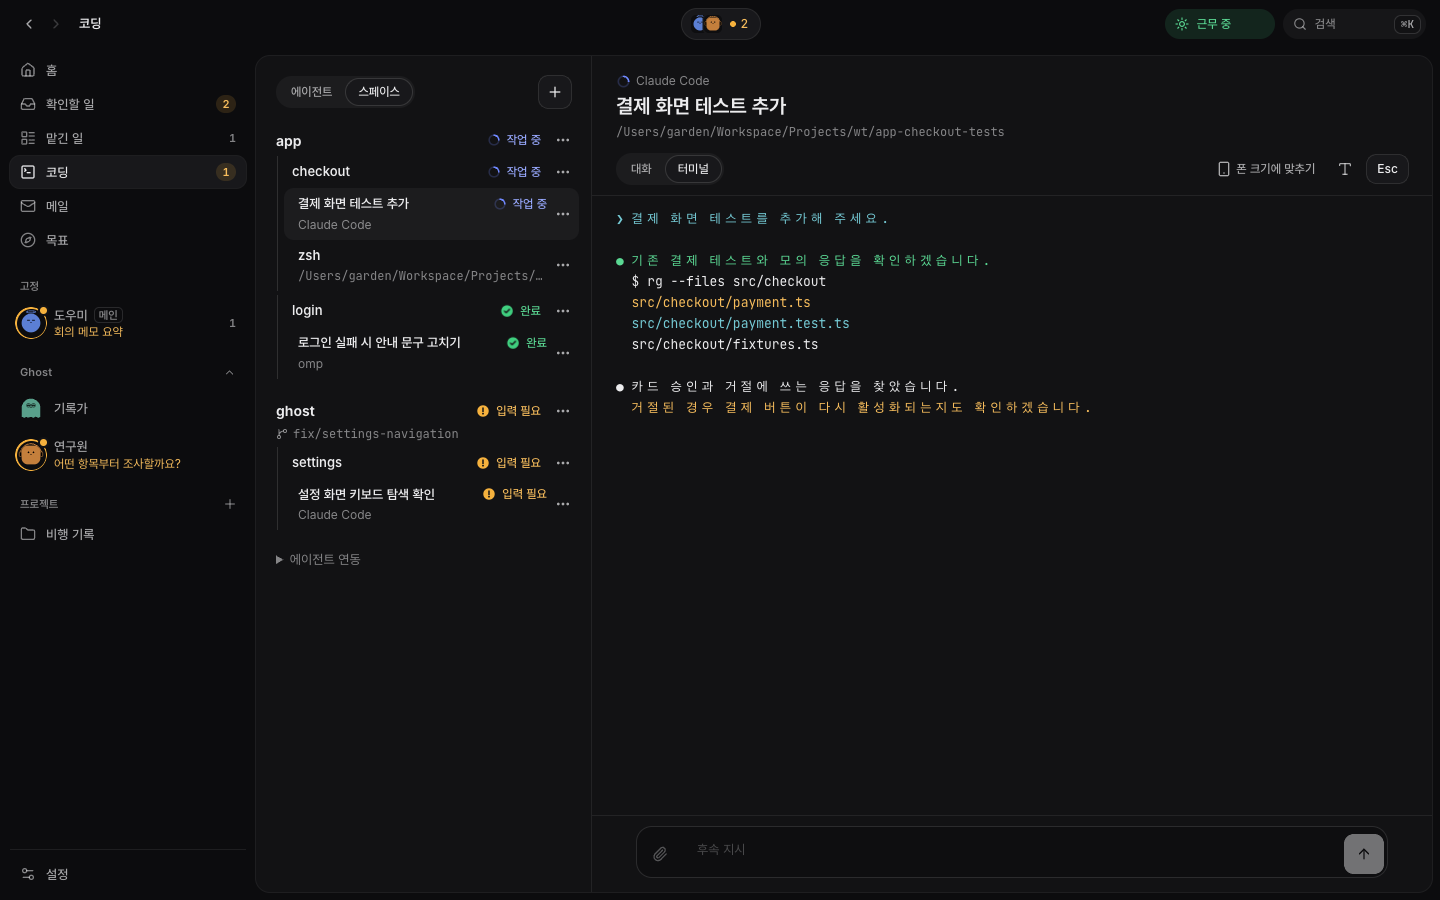 코딩
2
근무 중
검색
⌘K
홈
확인할 일
2
맡긴 일
1
코딩
1
메일
목표
고정
도우미
메인
회의 메모 요약
1
Ghost
기록가
연구원
어떤 항목부터 조사할까요?
프로젝트
비행 기록
설정
에이전트
스페이스
app
작업 중
checkout
작업 중
결제 화면 테스트 추가
작업 중
Claude Code
zsh
/Users/garden/Workspace/Projects/…
login
완료
로그인 실패 시 안내 문구 고치기
완료
omp
ghost
입력 필요
fix/settings-navigation
settings
입력 필요
설정 화면 키보드 탐색 확인
입력 필요
Claude Code
에이전트 연동
Claude Code
결제 화면 테스트 추가
/Users/garden/Workspace/Projects/wt/app-checkout-tests
대화
터미널
폰 크기에 맞추기
Esc
❯ 결제 화면 테스트를 추가해 주세요.
● 기존 결제 테스트와 모의 응답을 확인하겠습니다.
$ rg --files src/checkout
src/checkout/payment.ts
src/checkout/payment.test.ts
src/checkout/fixtures.ts
● 카드 승인과 거절에 쓰는 응답을 찾았습니다.
거절된 경우 결제 버튼이 다시 활성화되는지도 확인하겠습니다.
후속 지시